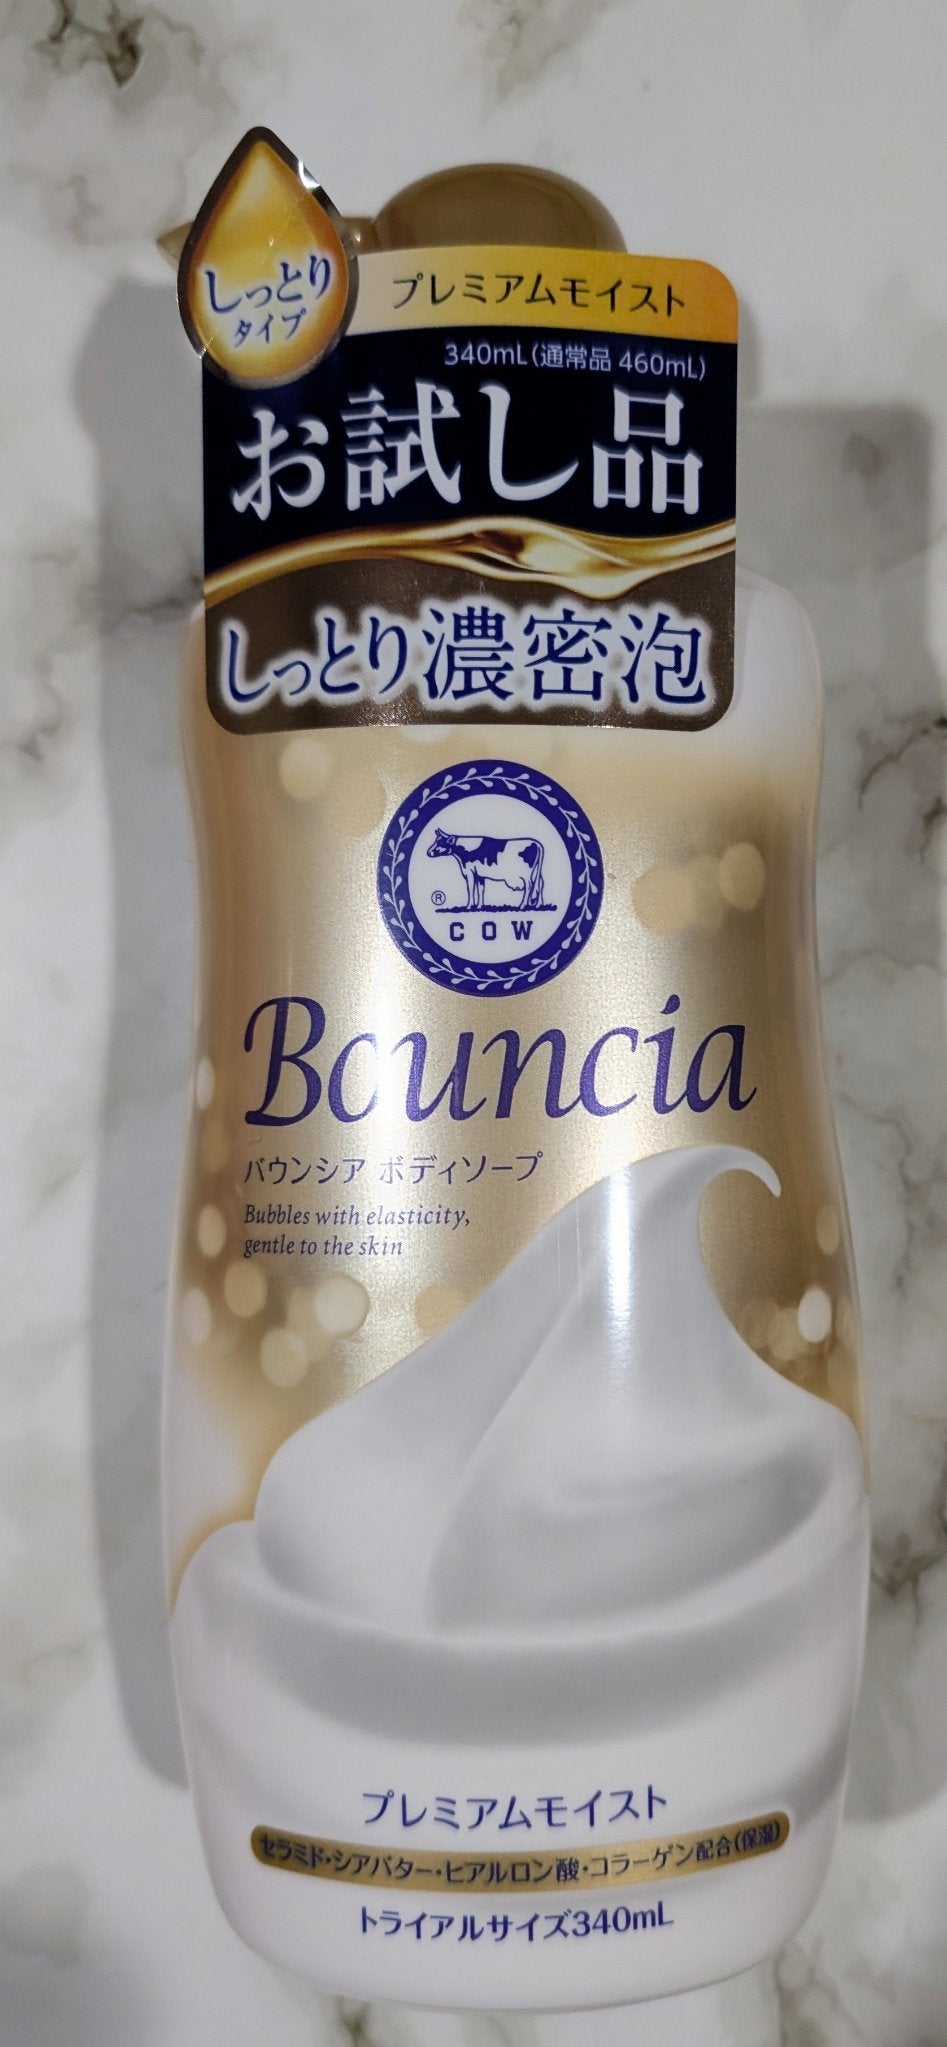 しっとり
タイプ
プレミアムモイスト
340mL(通常品 460mL)
お試し品
しっとり濃密泡
®
COW
Bouncia
バウンシア ボディソープ
Bubbles with elasticity,
gentle to the skin
プレミアムモイスト
セラミド・シアバター・ヒアルロン酸・コラーゲン配合(保湿)
トライアルサイズ340mL